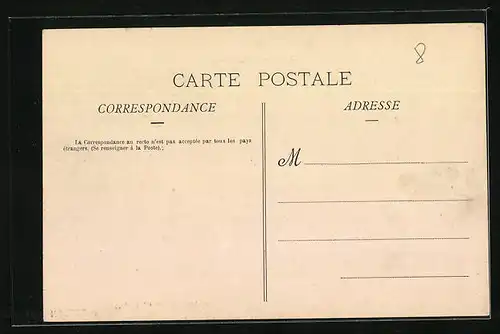 8
CARTE POSTALE
CORRESPONDANCE
La Correspondance au recto n'est pas acceptée par tous les pays
étrangers. (Se renseigner à la Poste).
ADRESSE
M